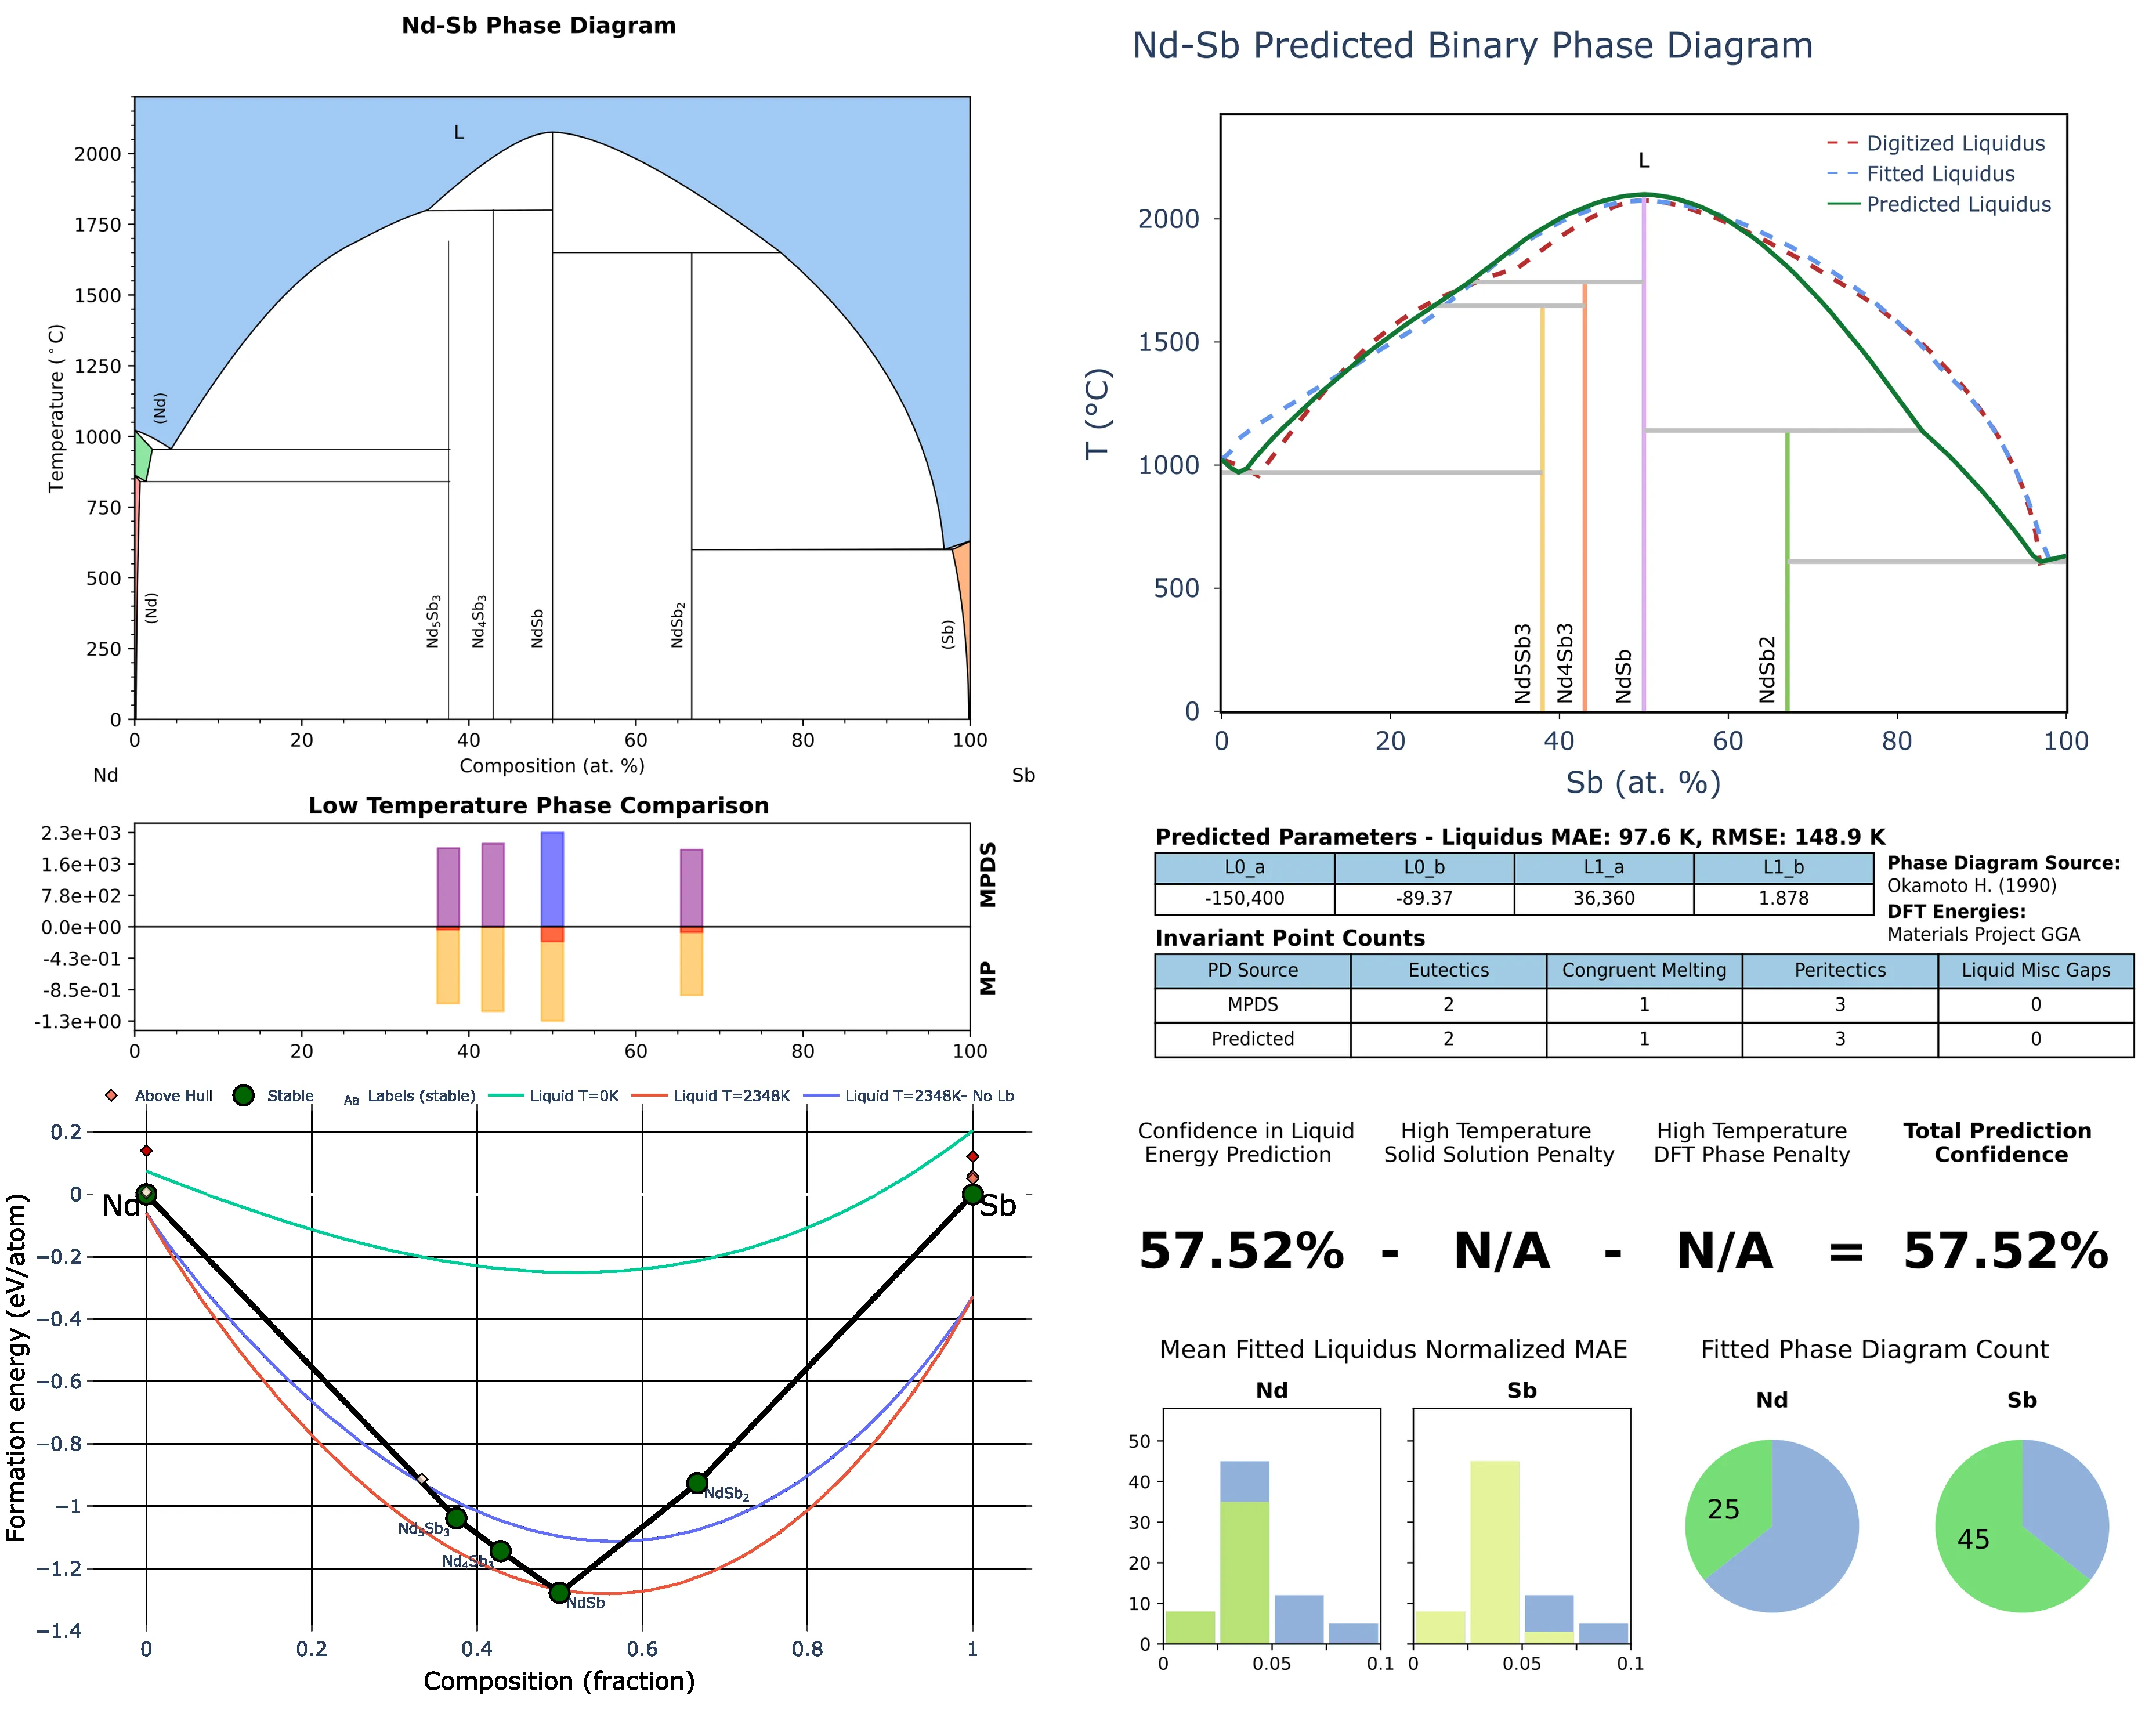 Nd-Sb Phase Diagram
Temperature (°C)
2000
1750
1500
1250
1000
750
500
250
0
L
(Nd)
(Nd)
Nd₅Sb₃
Nd₄Sb₃
NdSb
NdSb₂
(Sb)
0 20 40 60 80 100
Composition (at. %)
Nd Sb
Nd-Sb Predicted Binary Phase Diagram
T (°C)
2000
1500
1000
500
0
L
Digitized Liquidus
Fitted Liquidus
Predicted Liquidus
Nd5Sb3
Nd4Sb3
NdSb
NdSb2
0 20 40 60 80 100
Sb (at. %)
Low Temperature Phase Comparison
2.3e+03
1.6e+03
7.8e+02
0.0e+00
-4.3e-01
-8.5e-01
-1.3e+00
MPDS
MP
0 20 40 60 80 100
Predicted Parameters - Liquidus MAE: 97.6 K, RMSE: 148.9 K
L0_a L0_b L1_a L1_b
-150,400 -89.37 36,360 1.878
Phase Diagram Source:
Okamoto H. (1990)
DFT Energies:
Materials Project GGA
Invariant Point Counts
PD Source Eutectics Congruent Melting Peritectics Liquid Misc Gaps
MPDS 2 1 3 0
Predicted 2 1 3 0
Above Hull Stable Aa Labels (stable) Liquid T=0K Liquid T=2348K Liquid T=2348K- No Lb
Formation energy (eV/atom)
0.2
0
−0.2
−0.4
−0.6
−0.8
−1
−1.2
−1.4
Nd
Sb
Nd₅Sb₃
Nd₄Sb₃
NdSb
NdSb₂
0 0.2 0.4 0.6 0.8 1
Composition (fraction)
Confidence in Liquid
Energy Prediction
High Temperature
Solid Solution Penalty
High Temperature
DFT Phase Penalty
Total Prediction
Confidence
57.52% - N/A - N/A = 57.52%
Mean Fitted Liquidus Normalized MAE
Nd Sb
50
40
30
20
10
0
0 0.05 0.1 0 0.05 0.1
Fitted Phase Diagram Count
Nd Sb
25 45